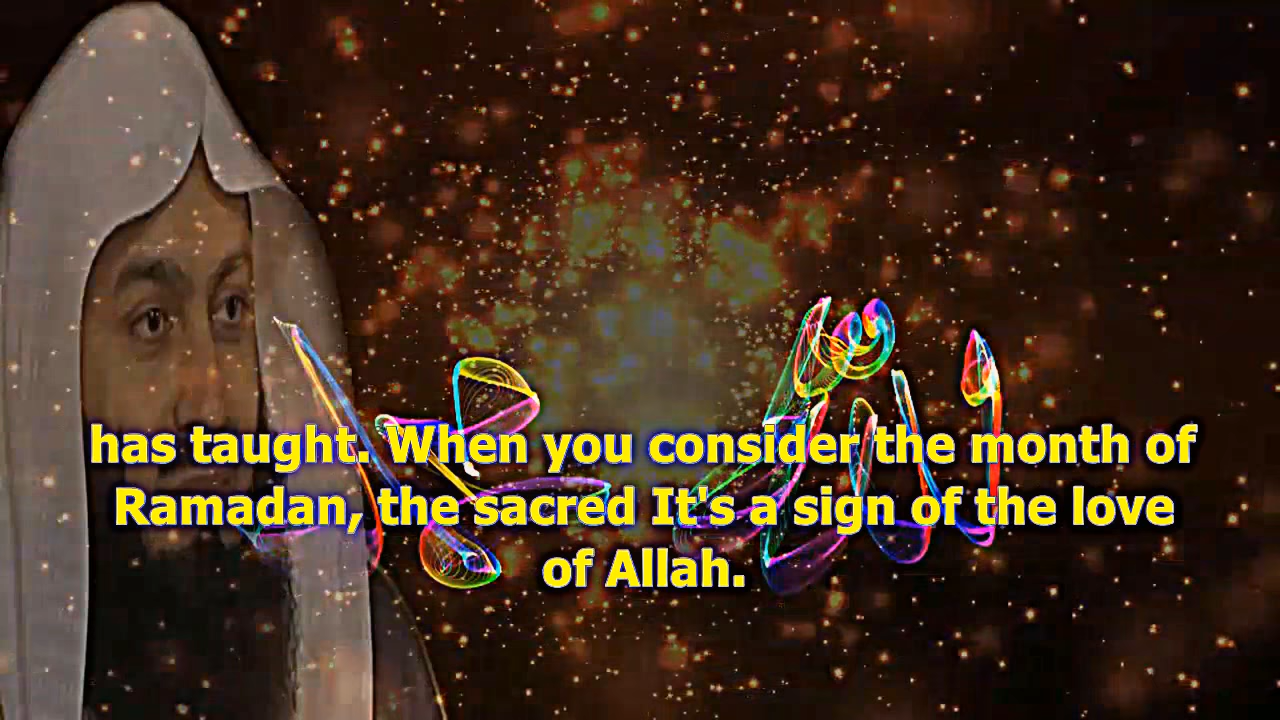 has taught. When you consider the month of
Ramadan, the sacred It's a sign of the love
of Allah.